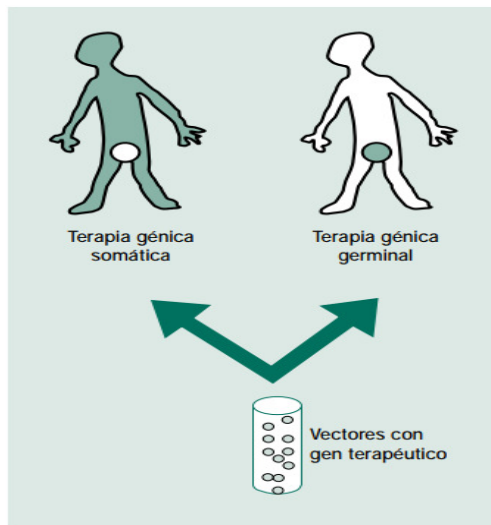 Terapia génica
somática
Terapia génica
germinal
Vectores con
gen terapéutico